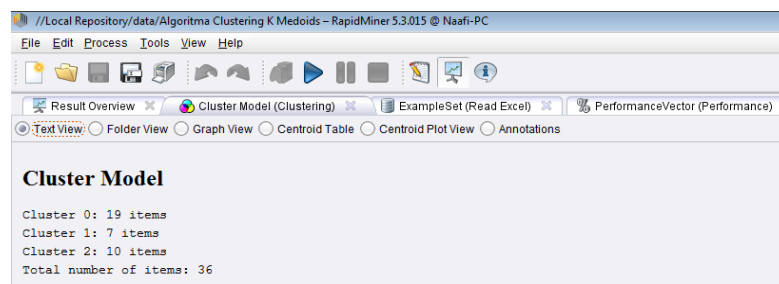 //Local Repository/data/Algoritma Clustering K Medoids – RapidMiner 5.3.015 @ Naafi-PC
File Edit Process Tools View Help
Result Overview Cluster Model (Clustering) ExampleSet (Read Excel) % PerformanceVector (Performance)
Text View Folder View Graph View Centroid Table Centroid Plot View Annotations
Cluster Model
Cluster 0: 19 items
Cluster 1: 7 items
Cluster 2: 10 items
Total number of items: 36